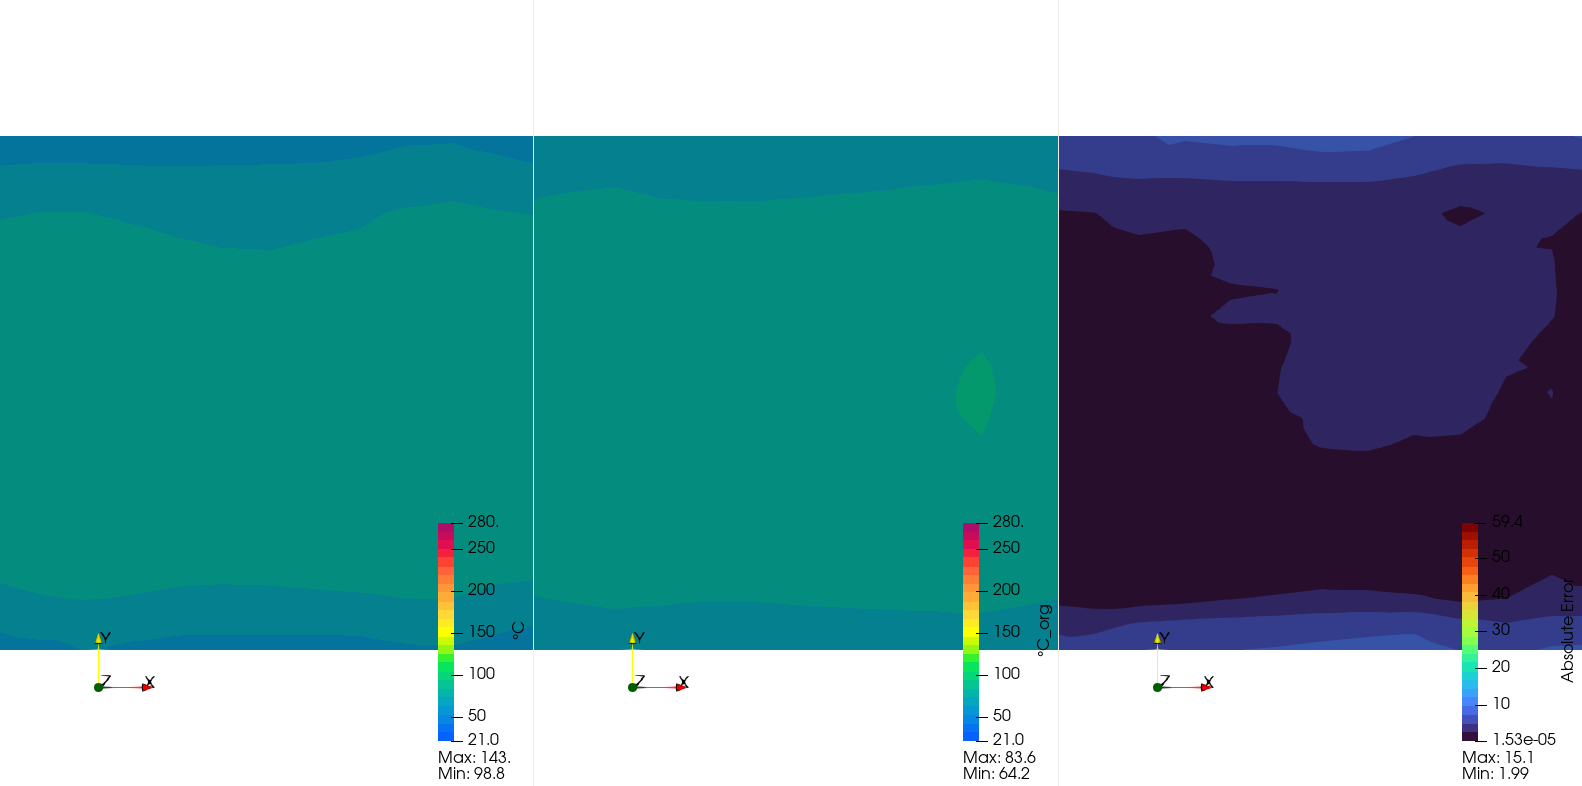 280.
250
200
150
100
50
21.0
°C
Max: 143.
Min: 98.8
Y
Z
X
280.
250
200
150
100
50
21.0
°C_org
Max: 83.6
Min: 64.2
Y
Z
X
59.4
50
40
30
20
10
1.53e-05
Absolute Error
Max: 15.1
Min: 1.99
Y
Z
X